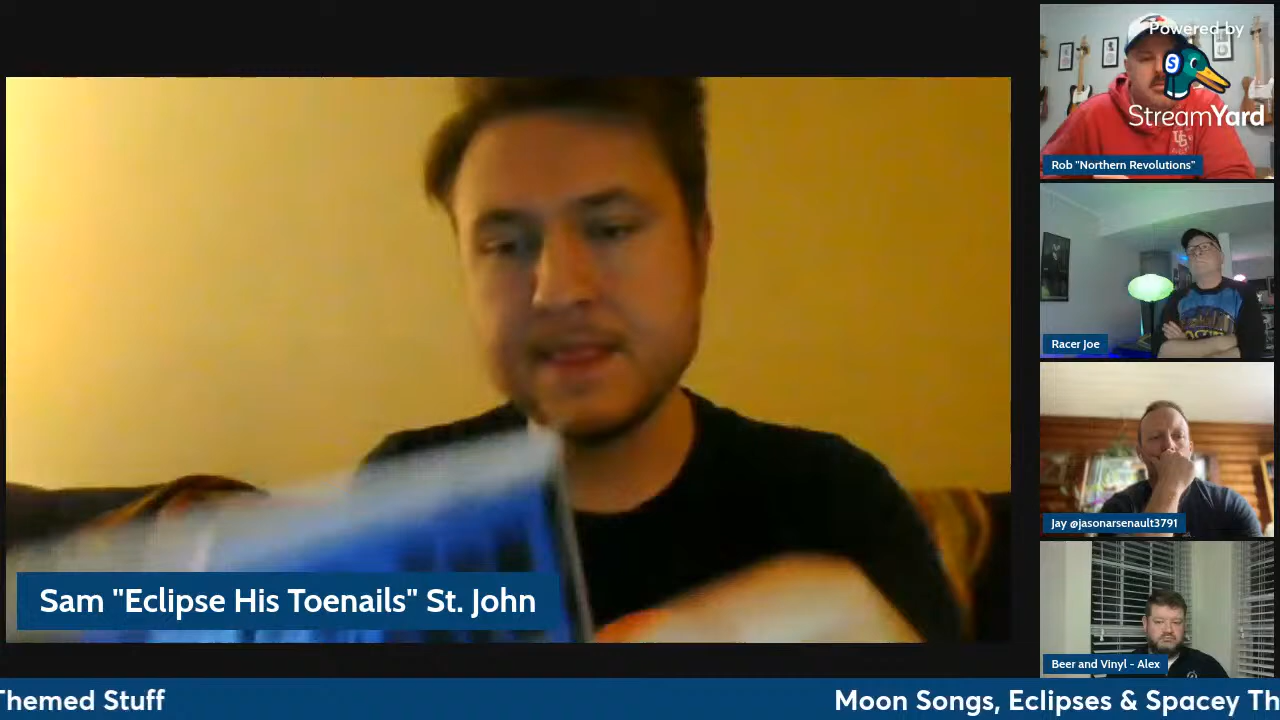 Powered by
StreamYard
Rob "Northern Revolutions"
Racer Joe
Jay @jasonarsenault3791
Beer and Vinyl - Alex
Sam "Eclipse His Toenails" St. John
Themed Stuff
Moon Songs, Eclipses & Spacey Th